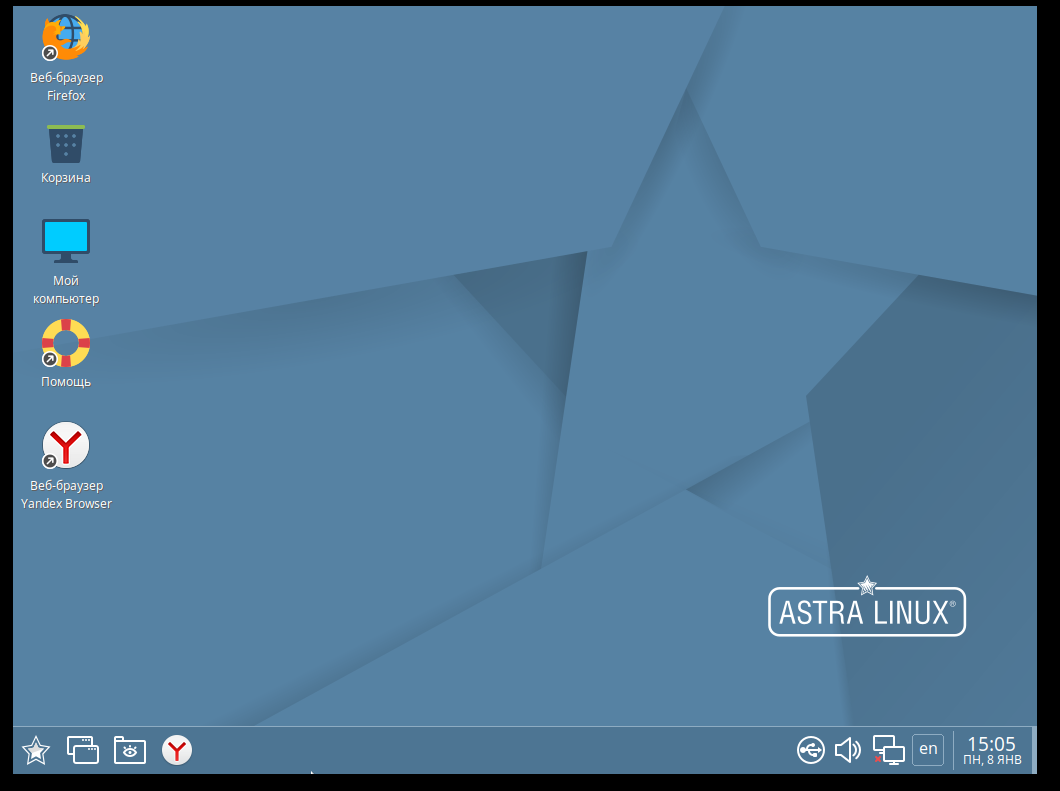 Веб-браузер
Firefox
Корзина
Мой
компьютер
Помощь
Веб-браузер
Yandex Browser
ASTRA LINUX®
en
15:05
ПН, 8 ЯНВ